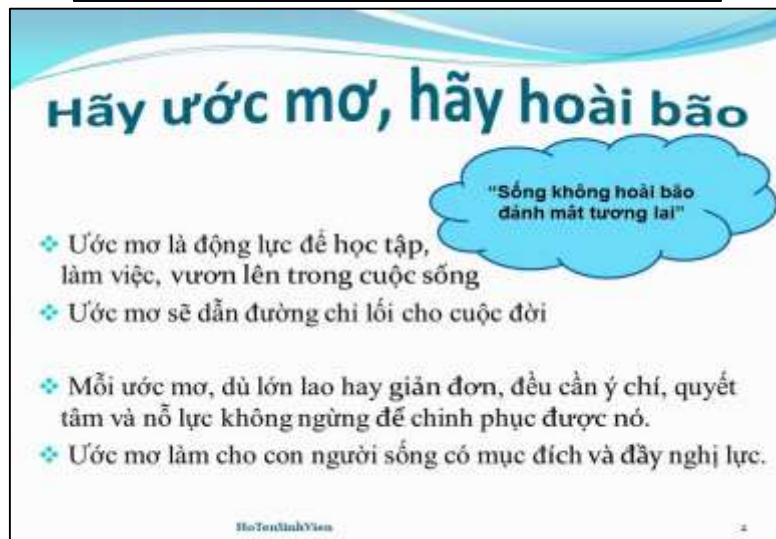 Hãy ước mơ, hãy hoài bão
"Sống không hoài bão
đánh mất tương lai"
Ước mơ là động lực để học tập,
làm việc, vươn lên trong cuộc sống
Ước mơ sẽ dẫn đường chỉ lối cho cuộc đời
Mỗi ước mơ, dù lớn lao hay giản đơn, đều cần ý chí, quyết
tâm và nỗ lực không ngừng để chinh phục được nó.
Ước mơ làm cho con người sống có mục đích và đầy nghị lực.
HoTenSinhVien
2